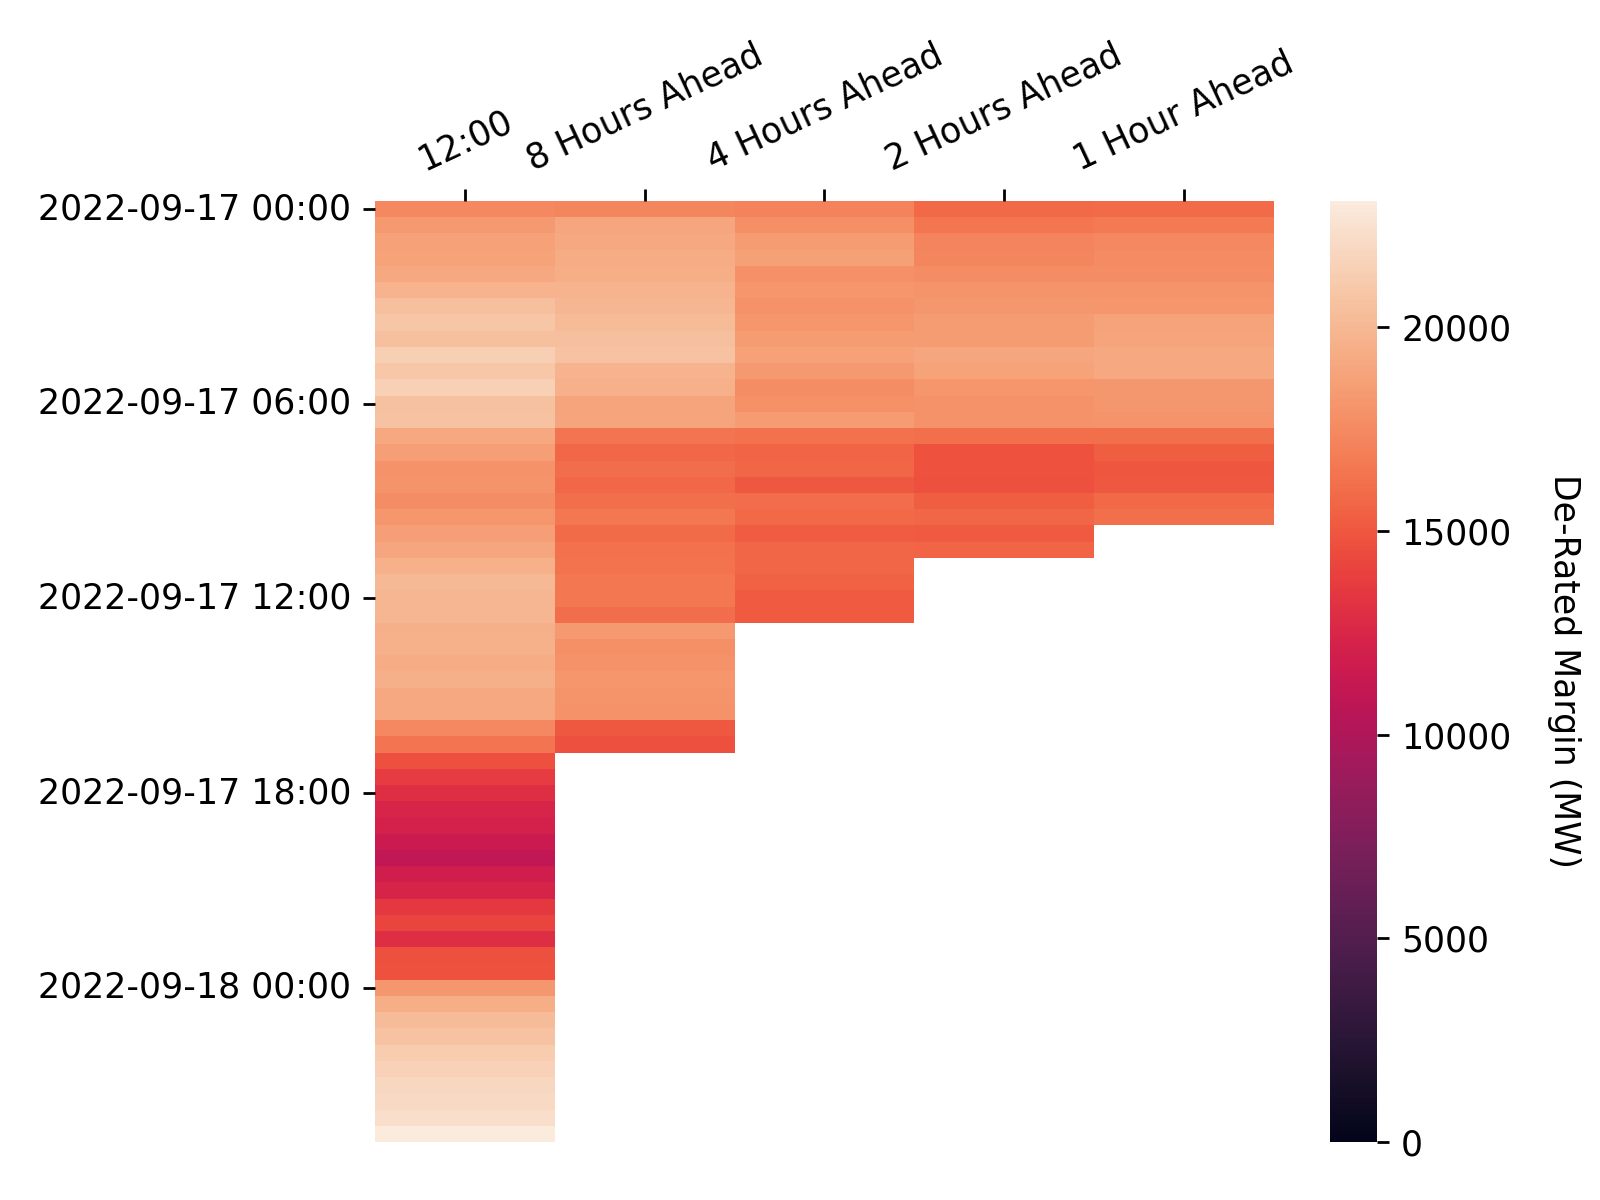 12:00
8 Hours Ahead
4 Hours Ahead
2 Hours Ahead
1 Hour Ahead
2022-09-17 00:00
2022-09-17 06:00
2022-09-17 12:00
2022-09-17 18:00
2022-09-18 00:00
20000
15000
10000
5000
0
De-Rated Margin (MW)